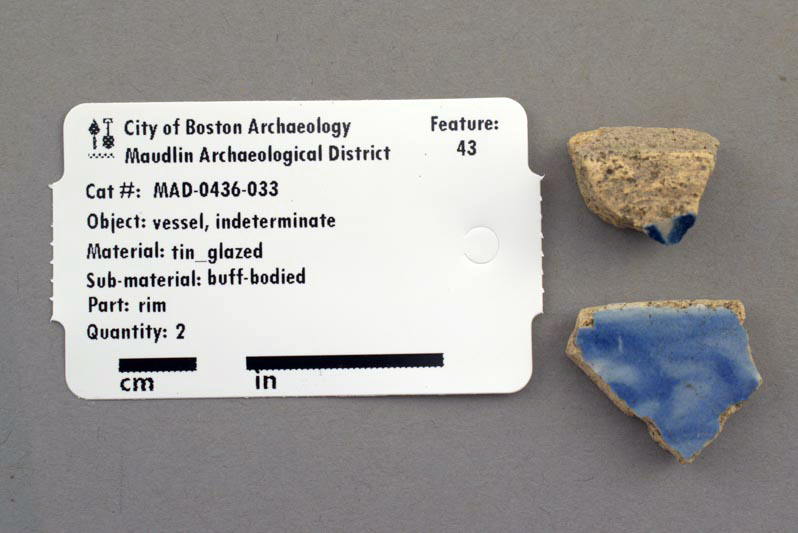 City of Boston Archaeology
Maudlin Archaeological District
Feature:
43
Cat #: MAD-0436-033
Object: vessel, indeterminate
Material: tin_glazed
Sub-material: buff-bodied
Part: rim
Quantity: 2
cm in